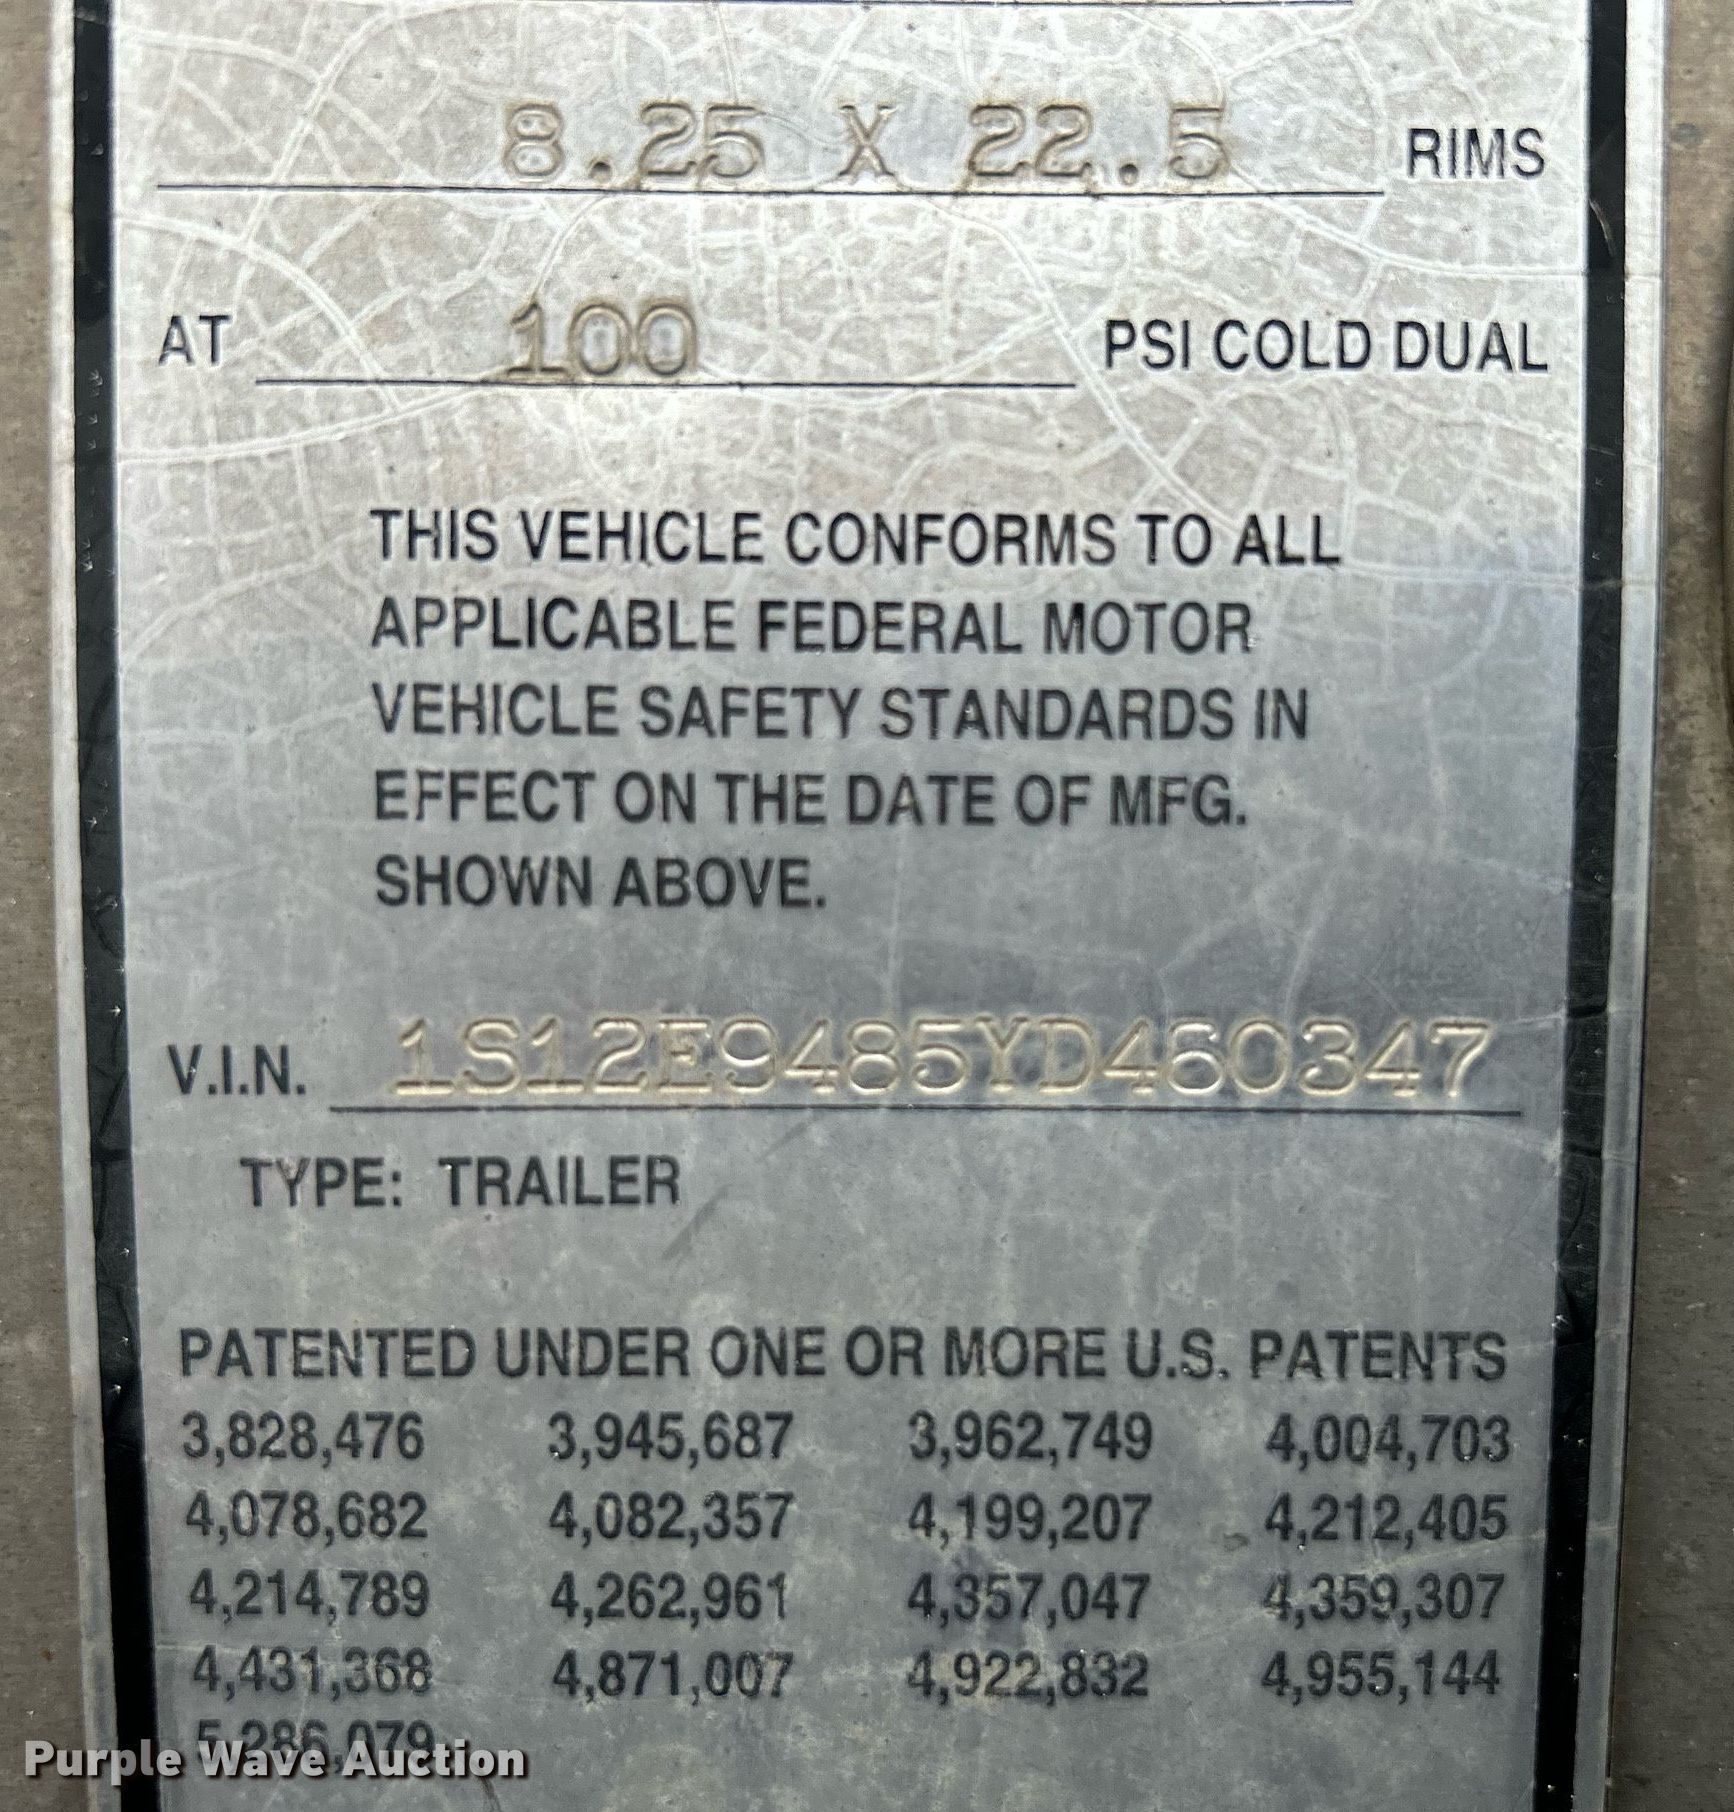 8.25 X 22.5 RIMS
AT 100 PSI COLD DUAL
THIS VEHICLE CONFORMS TO ALL
APPLICABLE FEDERAL MOTOR
VEHICLE SAFETY STANDARDS IN
EFFECT ON THE DATE OF MFG.
SHOWN ABOVE.
V.I.N. 1S12E9485YD460347
TYPE: TRAILER
PATENTED UNDER ONE OR MORE U.S. PATENTS
3,828,476 3,945,687 3,962,749 4,004,703
4,078,682 4,082,357 4,199,207 4,212,405
4,214,789 4,262,961 4,357,047 4,359,307
4,431,368 4,871,007 4,922,832 4,955,144
5,286,079
Purple Wave Auction